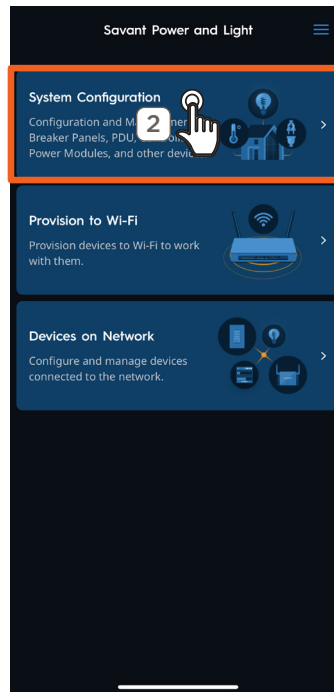 Savant Power and Light
System Configuration
Configuration and M
2
Breaker Panels, PDU,
Power Modules, and other
Provision to Wi-Fi
Provision devices to Wi-Fi to work
with them.
Devices on Network
Configure and manage devices
connected to the network.